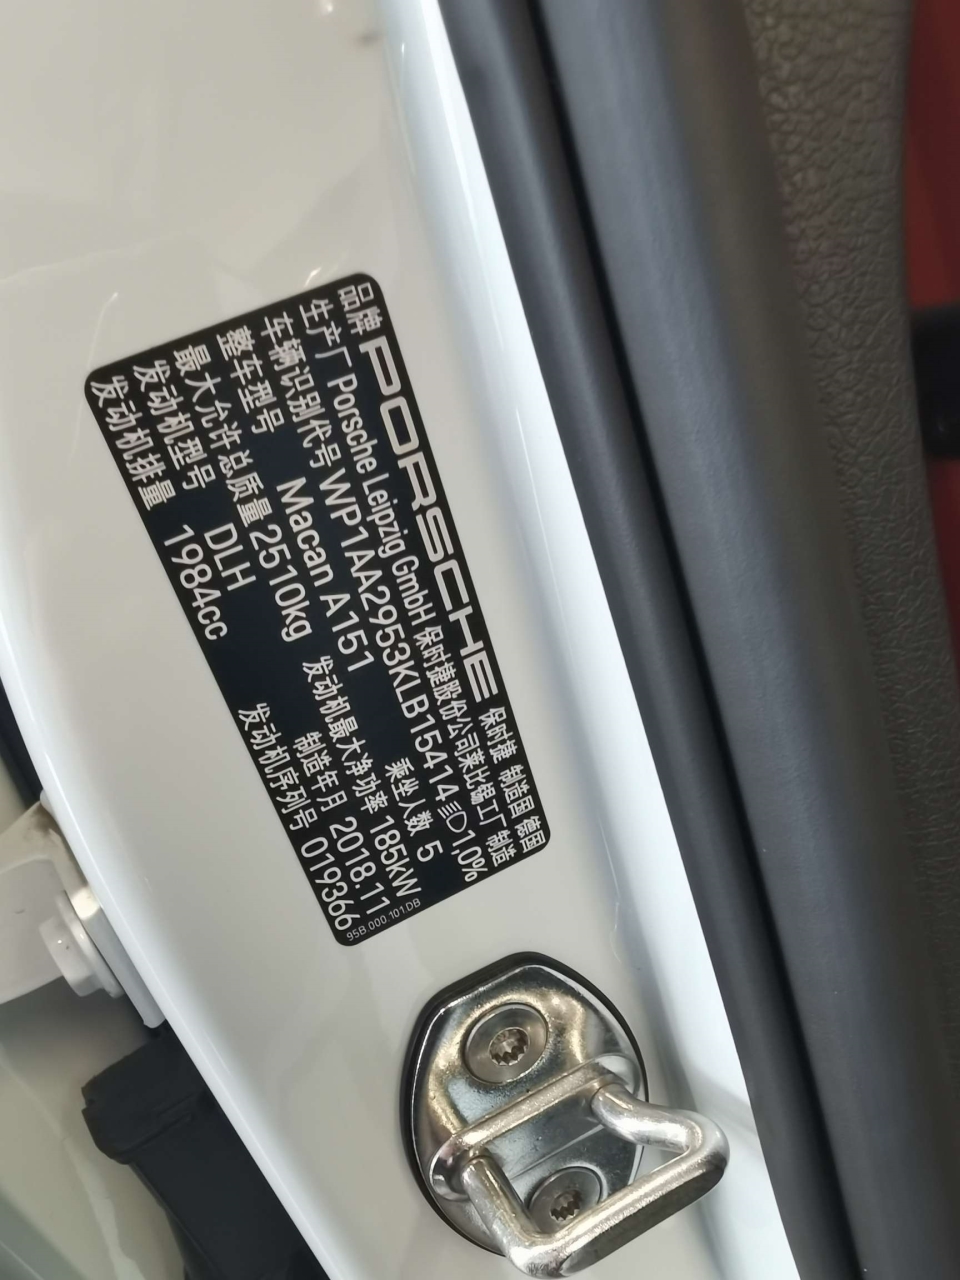 品牌 PORSCHE 保时捷 制造国 德国
生产厂 Porsche Leipzig GmbH 保时捷股份公司莱比锡工厂 制造
车辆识别代号 WP1AA2953KLB15414 1,0%
整车型号 Macan A151 乘坐人数 5
最大允许总质量 2510kg 发动机最大净功率 185kW
发动机型号 DLH 制造年月 2018.11
发动机排量 1984cc 发动机序列号 019366
95B.000.101.DB